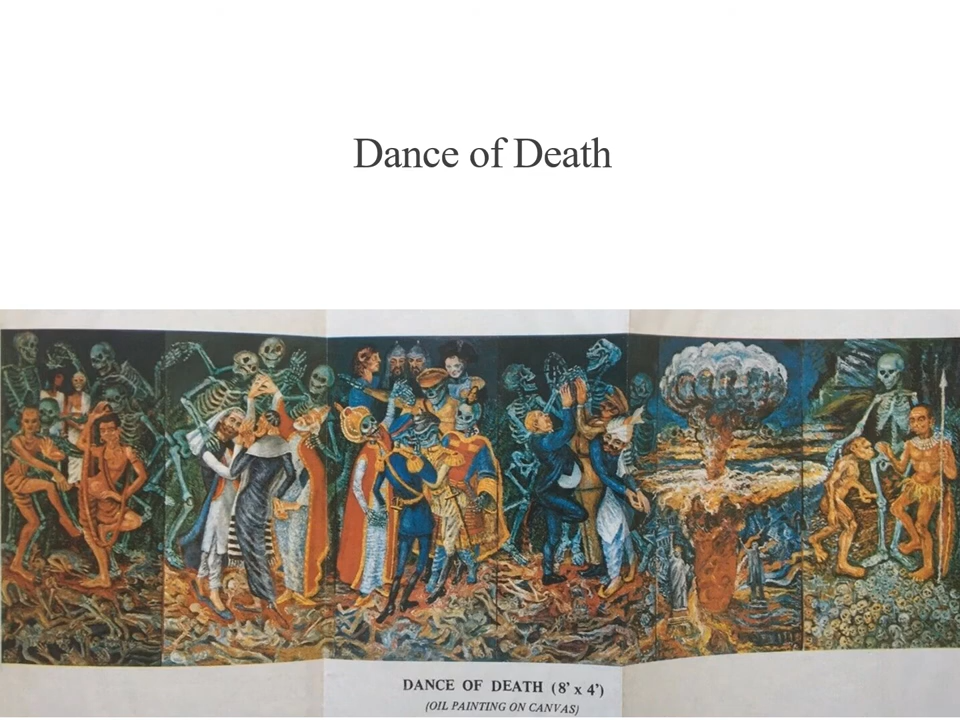 Dance of Death
DANCE OF DEATH (8' x 4')
(OIL PAINTING ON CANVAS)